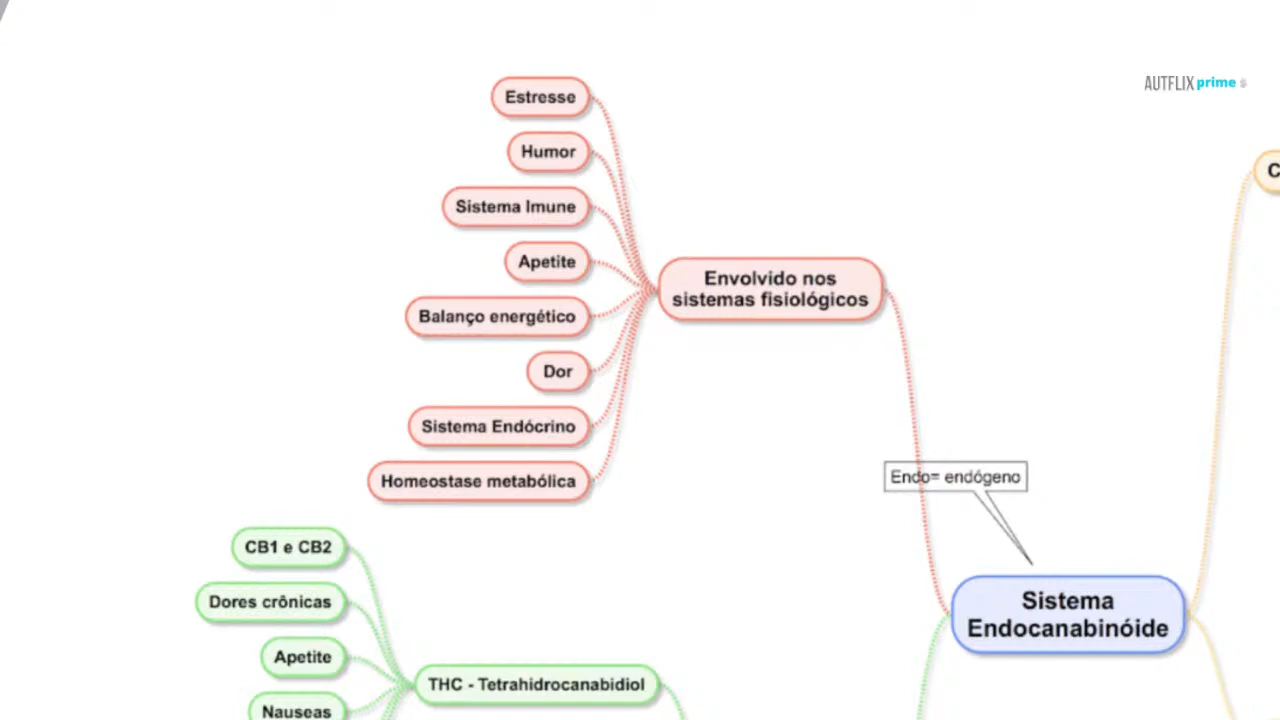 AUTFLIX prime
Estresse
Humor
Sistema Imune
Apetite
Balanço energético
Dor
Sistema Endócrino
Homeostase metabólica
Envolvido nos
sistemas fisiológicos
C
Endo= endógeno
Sistema
Endocanabinóide
CB1 e CB2
Dores crônicas
Apetite
Nauseas
THC - Tetrahidrocanabidiol